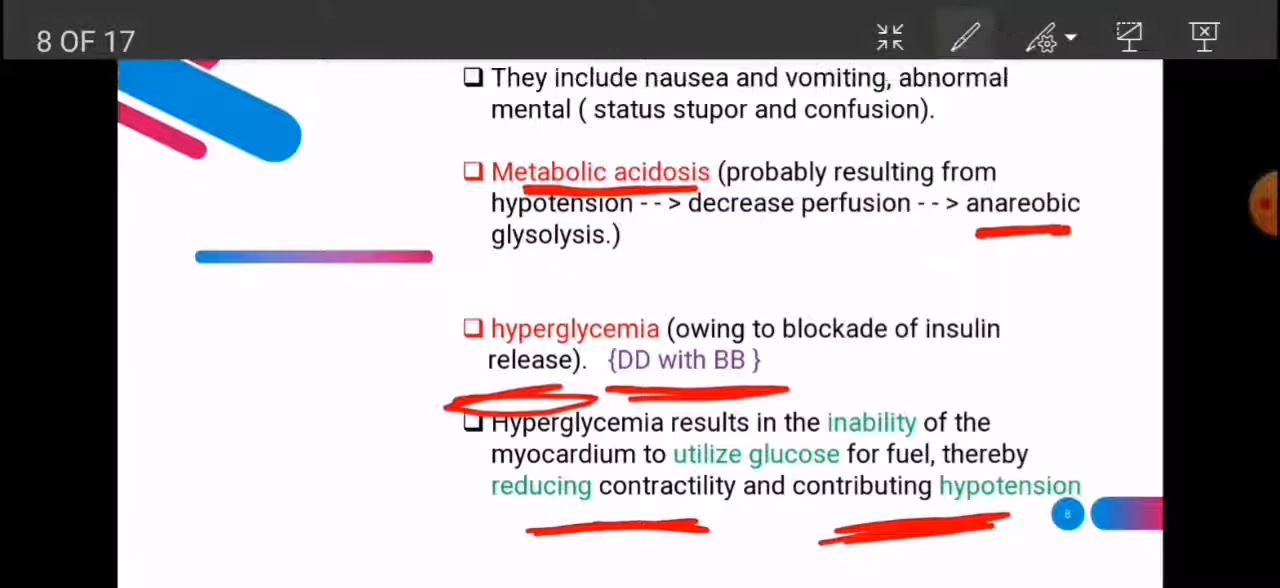 8 OF 17
❑ They include nausea and vomiting, abnormal
mental ( status stupor and confusion).
❑ Metabolic acidosis (probably resulting from
hypotension - - > decrease perfusion - - > anareobic
glysolysis.)
❑ hyperglycemia (owing to blockade of insulin
release). {DD with BB }
❑ Hyperglycemia results in the inability of the
myocardium to utilize glucose for fuel, thereby
reducing contractility and contributing hypotension
8